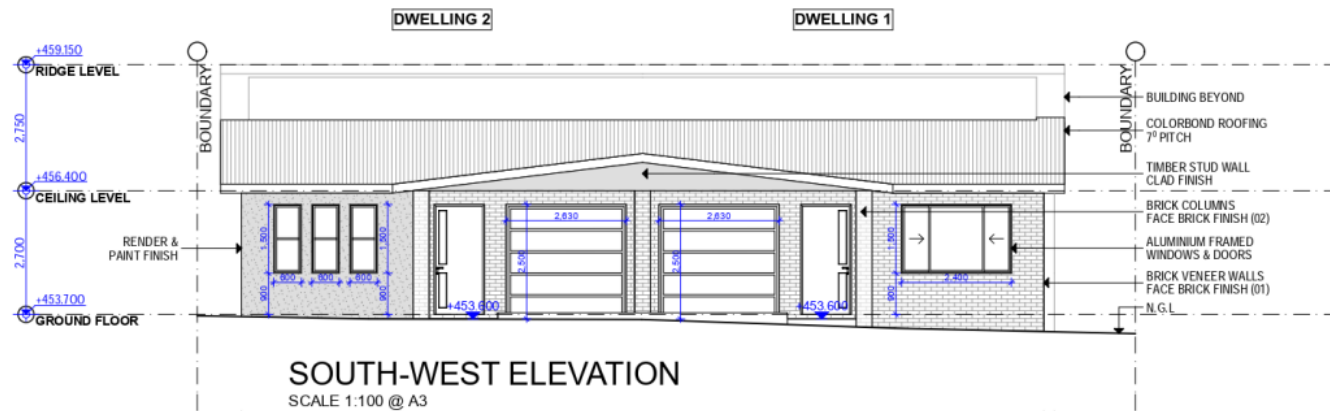 DWELLING 2
DWELLING 1
+459.150
RIDGE LEVEL
BOUNDARY
BOUNDARY
BUILDING BEYOND
COLORBOND ROOFING
7⁰ PITCH
2,750
TIMBER STUD WALL
CLAD FINISH
+456.400
CEILING LEVEL
BRICK COLUMNS
FACE BRICK FINISH (02)
2,630
2,630
1,500
1,500
1,500
RENDER &
PAINT FINISH
ALUMINIUM FRAMED
WINDOWS & DOORS
2,700
2,500
2,500
600
600
600
2,400
BRICK VENEER WALLS
FACE BRICK FINISH (01)
900
900
900
+453.600
+453.600
+453.700
GROUND FLOOR
N.G.L
SOUTH-WEST ELEVATION
SCALE 1:100 @ A3